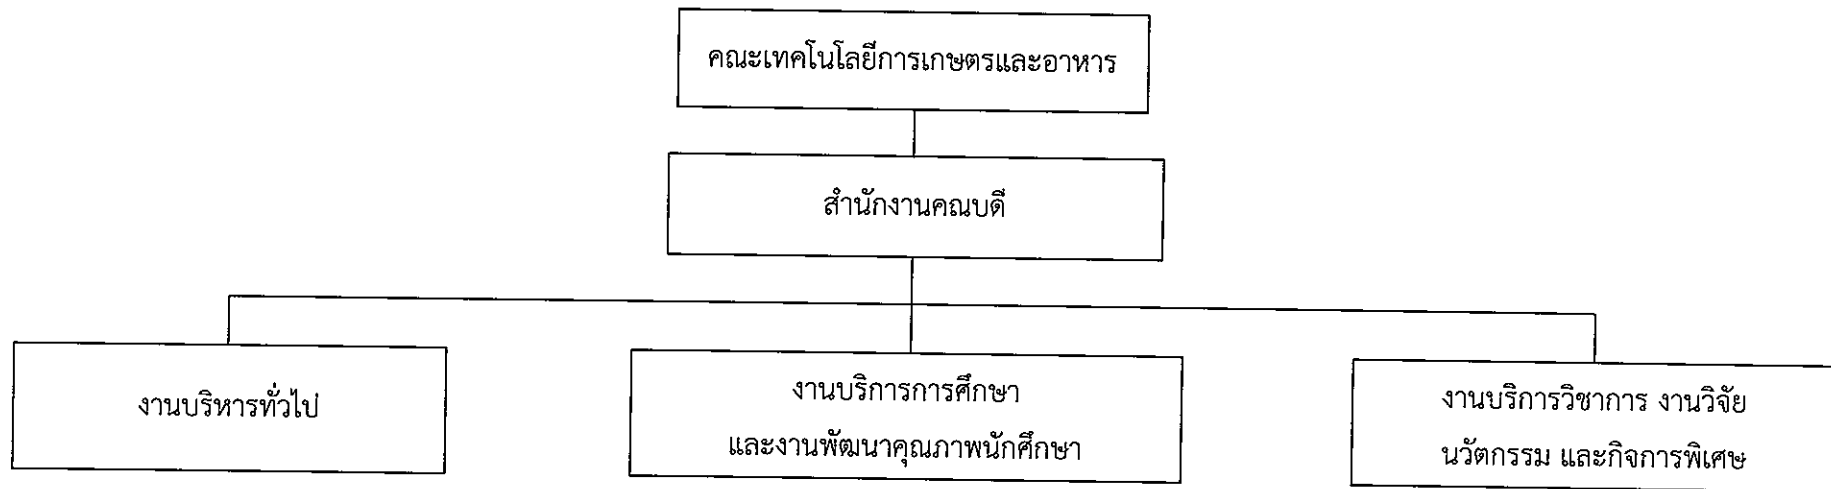 คณะเทคโนโลยีการเกษตรและอาหาร
สำนักงานคณบดี
งานบริหารทั่วไป
งานบริการการศึกษา
และงานพัฒนาคุณภาพนักศึกษา
งานบริการวิชาการ งานวิจัย
นวัตกรรม และกิจการพิเศษ